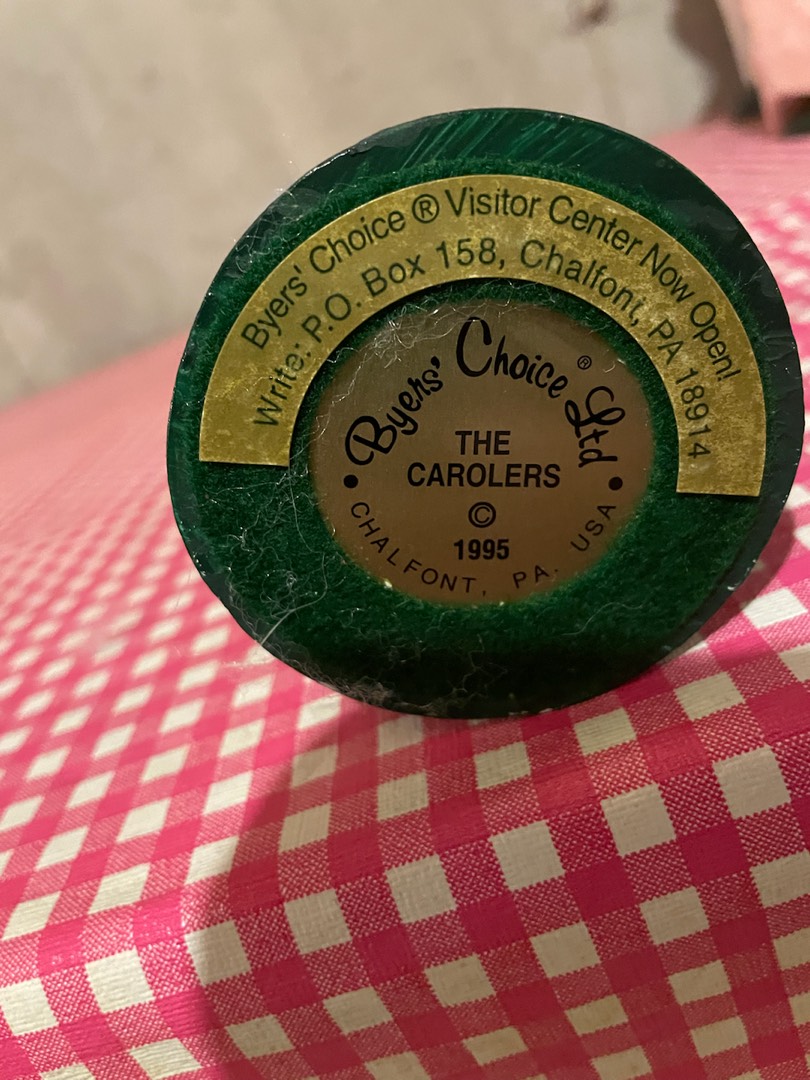 Byers' Choice ® Visitor Center Now Open!
Write: P.O. Box 158, Chalfont, PA 18914
Byers' Choice ® Ltd
THE
CAROLERS
©
1995
• CHALFONT, PA. USA •